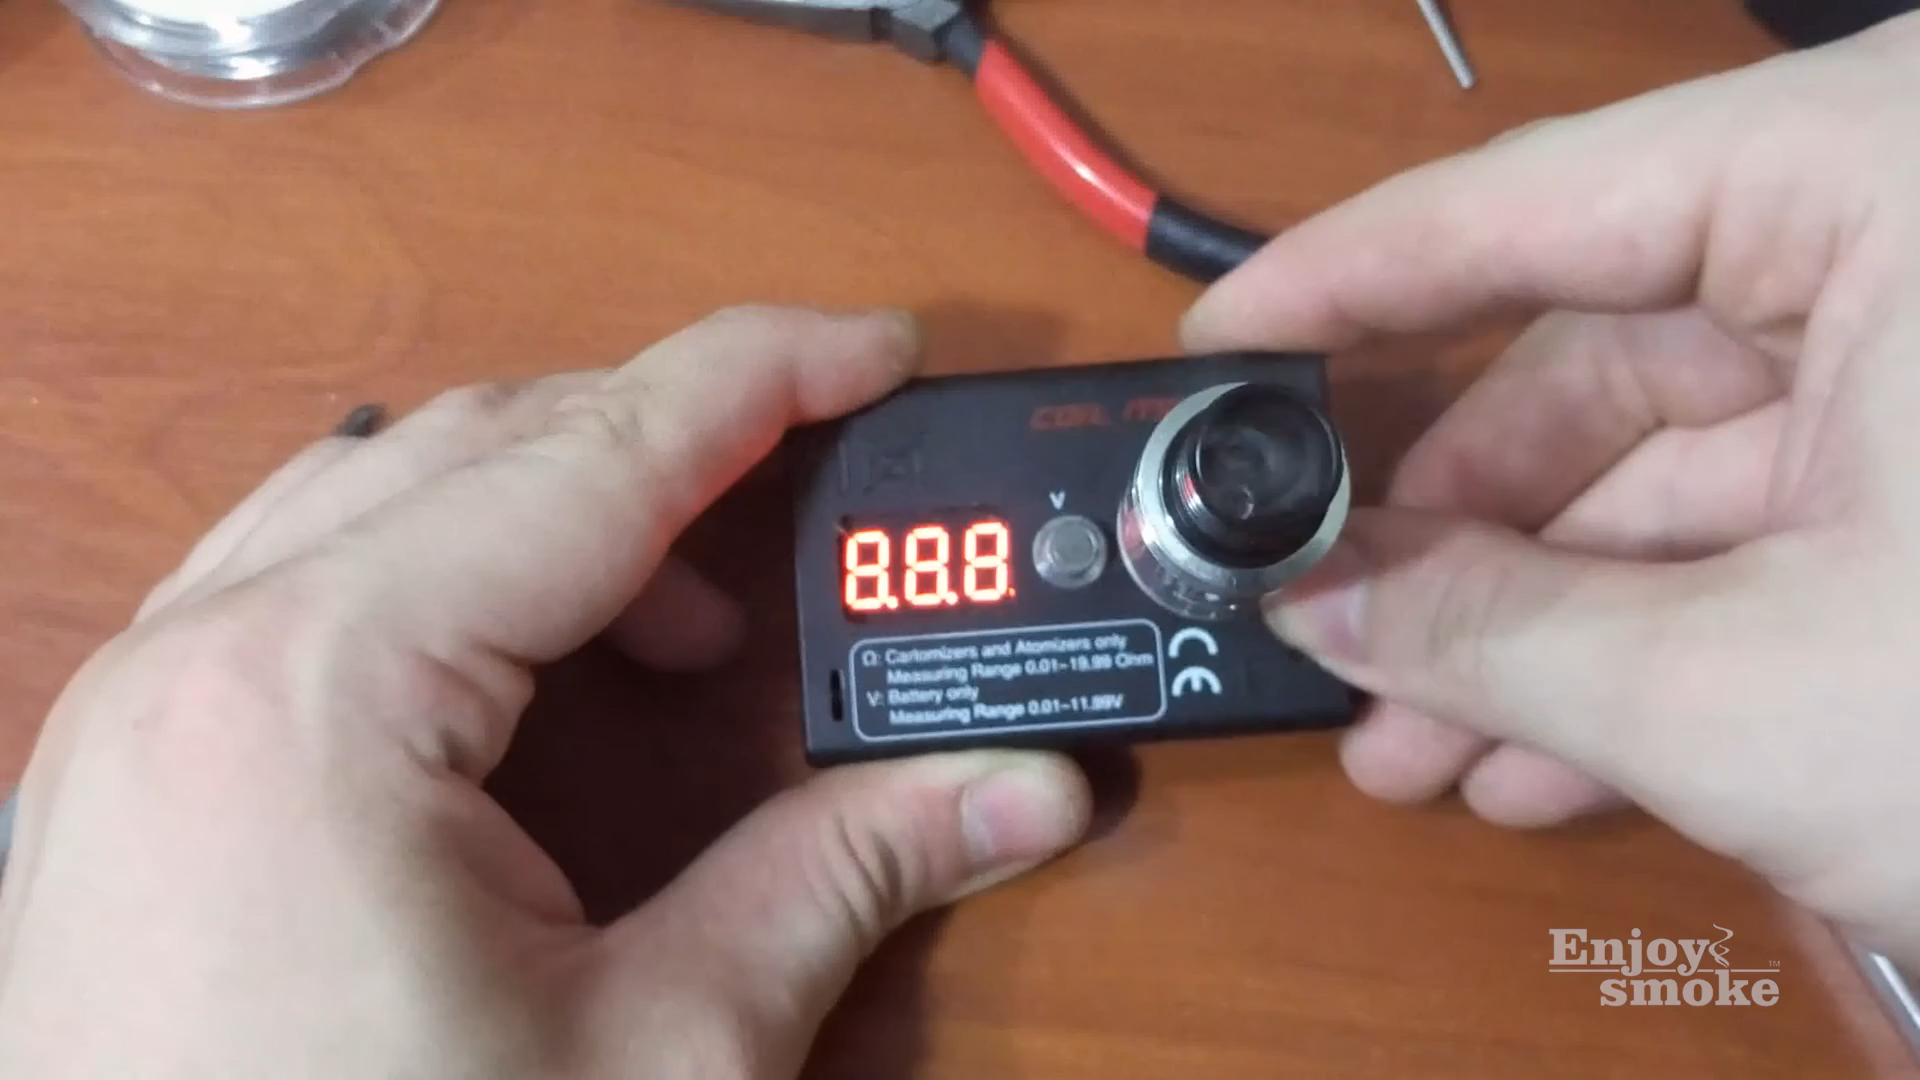 COIL
V
8.8.8.
Ω: Cartomizers and Atomizers only
Measuring Range 0.01~19.99 Ohm
V: Battery only
Measuring Range 0.01~11.99V
CE
Enjoy
smoke
TM